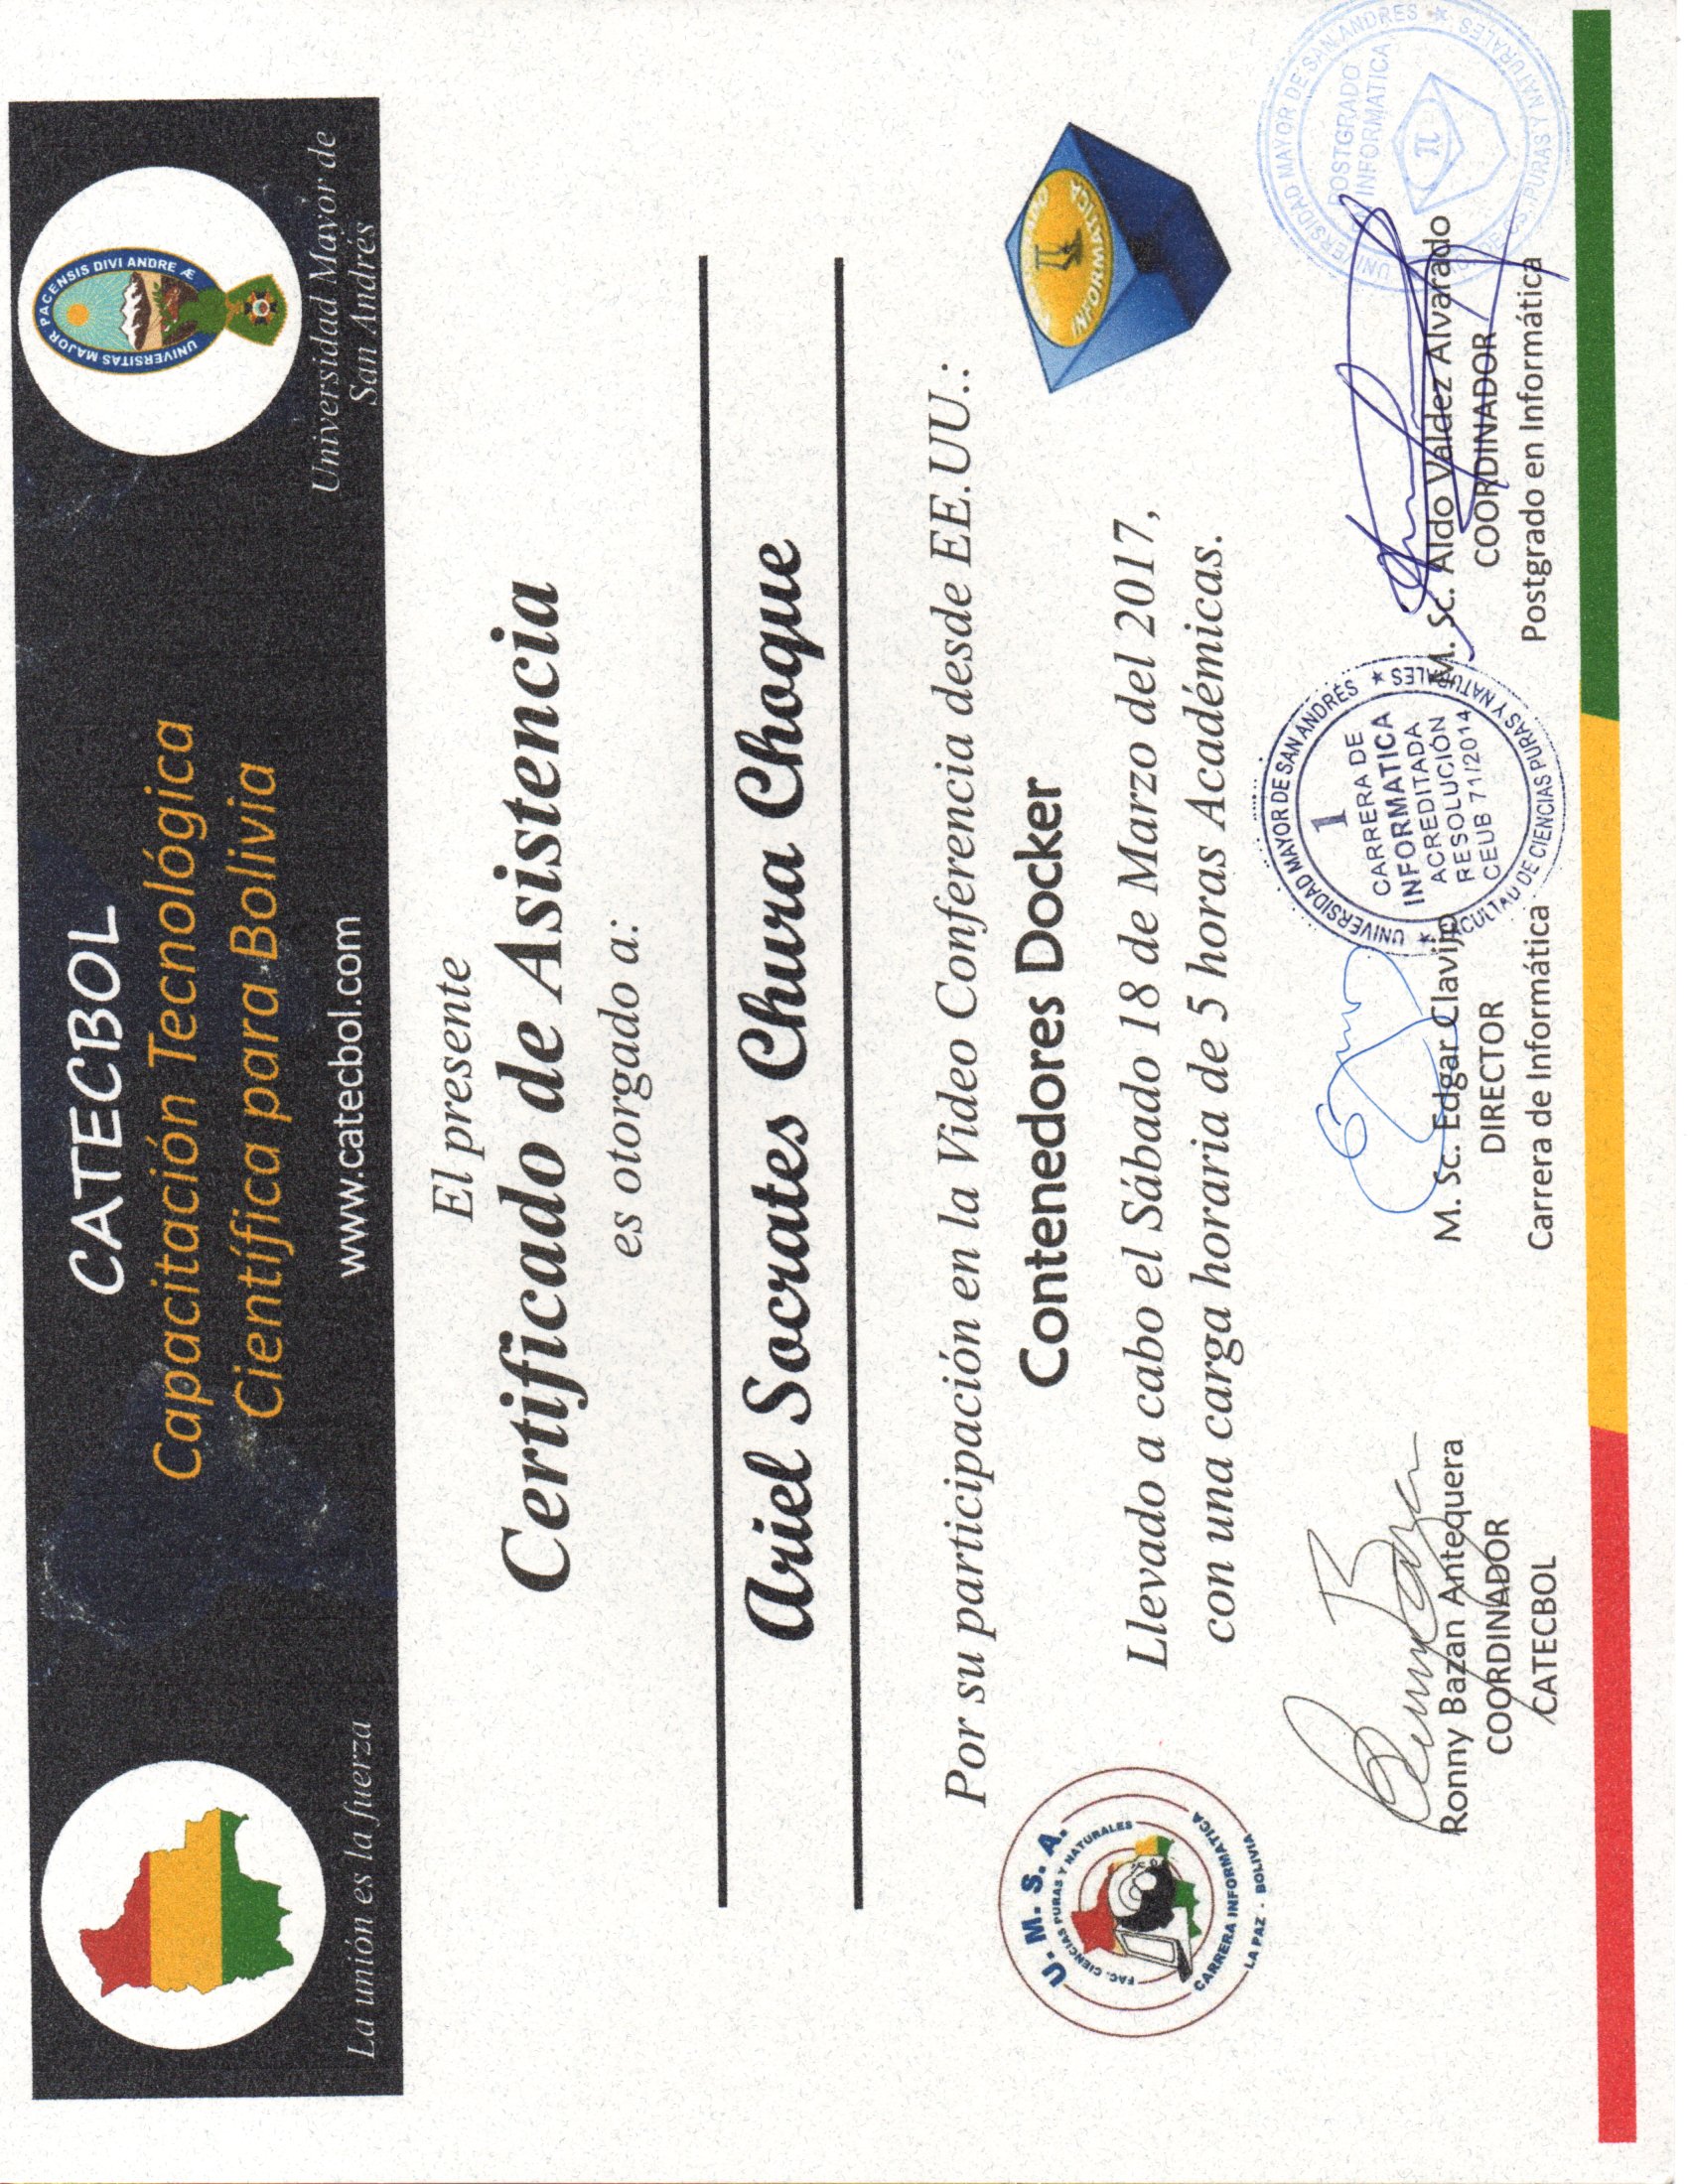 CATECBOL
Capacitación Tecnológica
Científica para Bolivia
www.catecbol.com
La unión es la fuerza
UNIVERSITAS MAJOR PACENSIS DIVI ANDRE Æ
Universidad Mayor de
San Andrés
El presente
Certificado de Asistencia
es otorgado a:
Ariel Socrates Chura Choque
Por su participación en la Video Conferencia desde EE.UU.:
Contenedores Docker
Llevado a cabo el Sábado 18 de Marzo del 2017,
con una carga horaria de 5 horas Académicas.
U. M. S. A.
FAC. CIENCIAS PURAS Y NATURALES
CARRERA INFORMATICA
LA PAZ - BOLIVIA
INFORMATICA
Ronny Bazan Antequera
COORDINADOR
CATECBOL
M. Sc. Edgar Clavijo
DIRECTOR
Carrera de Informática
UNIVERSIDAD MAYOR DE SAN ANDRÉS
1
CARRERA DE
INFORMATICA
ACREDITADA
RESOLUCIÓN
CEUB 71/2014
FACULTAD DE CIENCIAS PURAS Y NATURALES
M. Sc. Aldo Valdez Alvarado
COORDINADOR
Postgrado en Informática
UNIVERSIDAD MAYOR DE SAN ANDRES
POSTGRADO
EN INFORMATICA
π
PURAS Y NATURALES